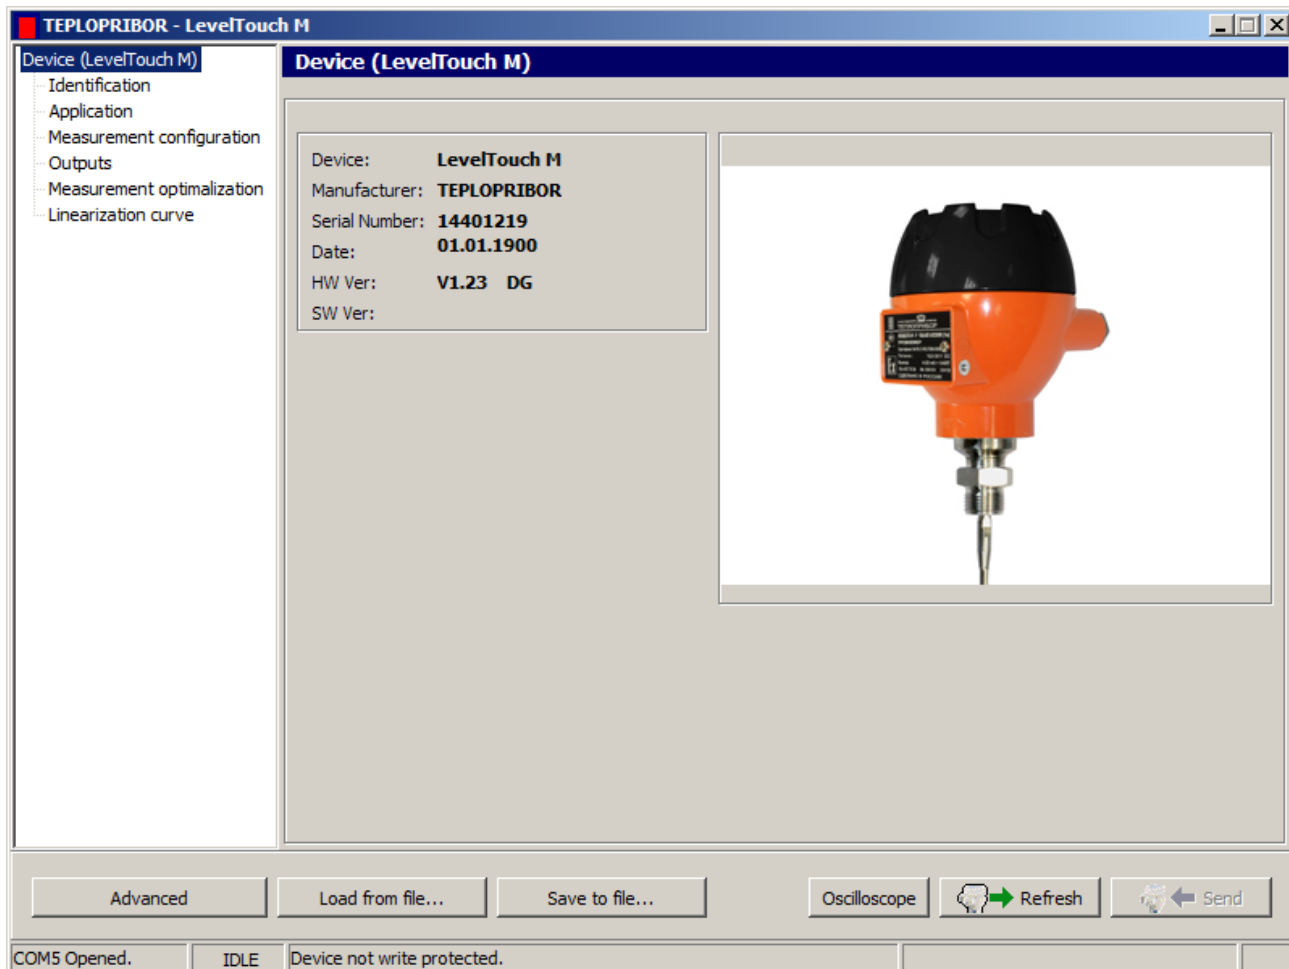 TEPLOPRIBOR - LevelTouch M
Device (LevelTouch M)
Identification
Application
Measurement configuration
Outputs
Measurement optimalization
Linearization curve
Device (LevelTouch M)
Device: LevelTouch M
Manufacturer: TEPLOPRIBOR
Serial Number: 14401219
Date: 01.01.1900
HW Ver: V1.23 DG
SW Ver:
ТЕПЛОПРИБОР
Advanced
Load from file...
Save to file...
Oscilloscope
Refresh
Send
COM5 Opened.
IDLE
Device not write protected.